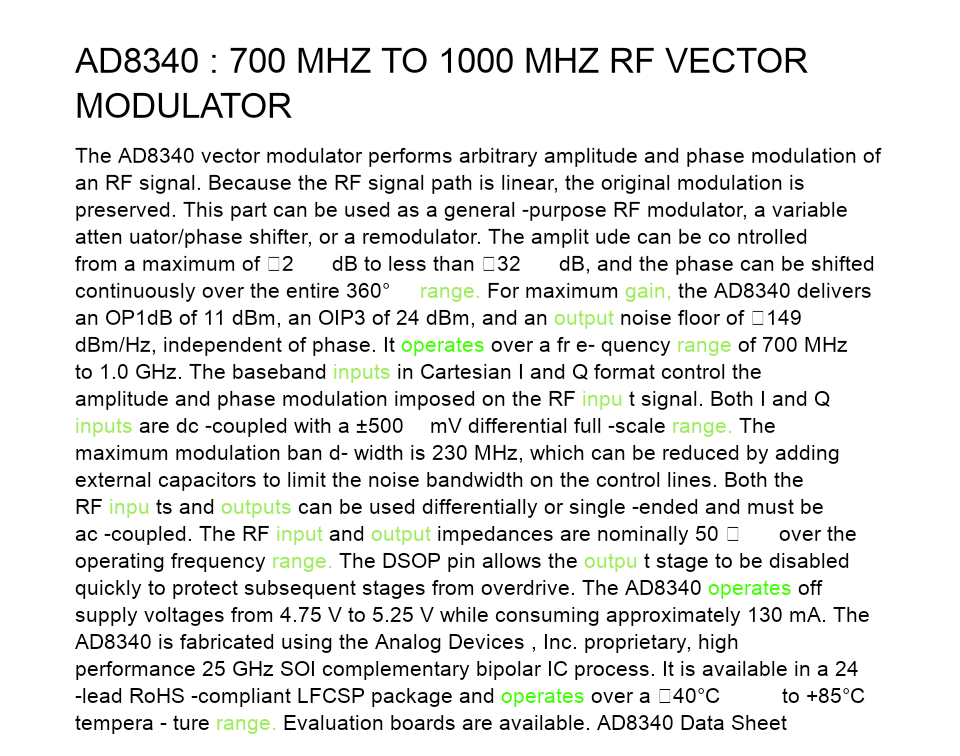 AD8340 : 700 MHZ TO 1000 MHZ RF VECTOR
MODULATOR
The AD8340 vector modulator performs arbitrary amplitude and phase modulation of
an RF signal. Because the RF signal path is linear, the original modulation is
preserved. This part can be used as a general -purpose RF modulator, a variable
atten uator/phase shifter, or a remodulator. The amplit ude can be co ntrolled
from a maximum of □2 dB to less than □32 dB, and the phase can be shifted
continuously over the entire 360° range. For maximum gain, the AD8340 delivers
an OP1dB of 11 dBm, an OIP3 of 24 dBm, and an output noise floor of □149
dBm/Hz, independent of phase. It operates over a fr e- quency range of 700 MHz
to 1.0 GHz. The baseband inputs in Cartesian I and Q format control the
amplitude and phase modulation imposed on the RF inpu t signal. Both I and Q
inputs are dc -coupled with a ±500 mV differential full -scale range. The
maximum modulation ban d- width is 230 MHz, which can be reduced by adding
external capacitors to limit the noise bandwidth on the control lines. Both the
RF inpu ts and outputs can be used differentially or single -ended and must be
ac -coupled. The RF input and output impedances are nominally 50 □ over the
operating frequency range. The DSOP pin allows the outpu t stage to be disabled
quickly to protect subsequent stages from overdrive. The AD8340 operates off
supply voltages from 4.75 V to 5.25 V while consuming approximately 130 mA. The
AD8340 is fabricated using the Analog Devices , Inc. proprietary, high
performance 25 GHz SOI complementary bipolar IC process. It is available in a 24
-lead RoHS -compliant LFCSP package and operates over a □40°C to +85°C
tempera - ture range. Evaluation boards are available. AD8340 Data Sheet